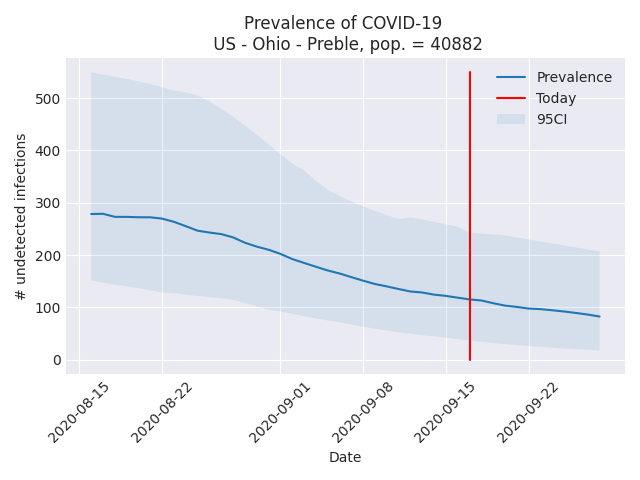 Prevalence of COVID-19
US - Ohio - Preble, pop. = 40882
Prevalence
Today
95CI
# undetected infections
500
400
300
200
100
0
2020-08-15
2020-08-22
2020-09-01
2020-09-08
2020-09-15
2020-09-22
Date